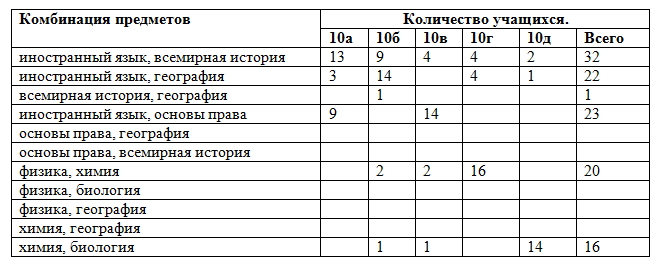 Комбинация предметов Количество учащихся.
10а 10б 10в 10г 10д Всего
иностранный язык, всемирная история 13 9 4 4 2 32
иностранный язык, география 3 14 4 1 22
всемирная история, география 1 1
иностранный язык, основы права 9 14 23
основы права, география
основы права, всемирная история
физика, химия 2 2 16 20
физика, биология
физика, география
химия, география
химия, биология 1 1 14 16